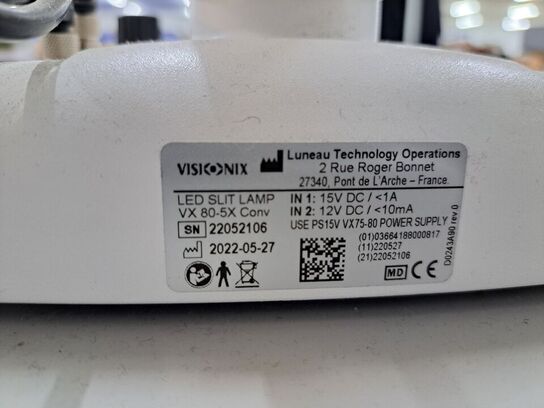 VISIONIX
Luneau Technology Operations
2 Rue Roger Bonnet
27340, Pont de L'Arche – France.
LED SLIT LAMP
VX 80-5X Conv
SN 22052106
2022-05-27
IN 1: 15V DC / <1A
IN 2: 12V DC / <10mA
USE PS15V VX75-80 POWER SUPPLY
(01)03664188000817
(11)220527
(21)22052106
MD CE
D0243A90 rev.0